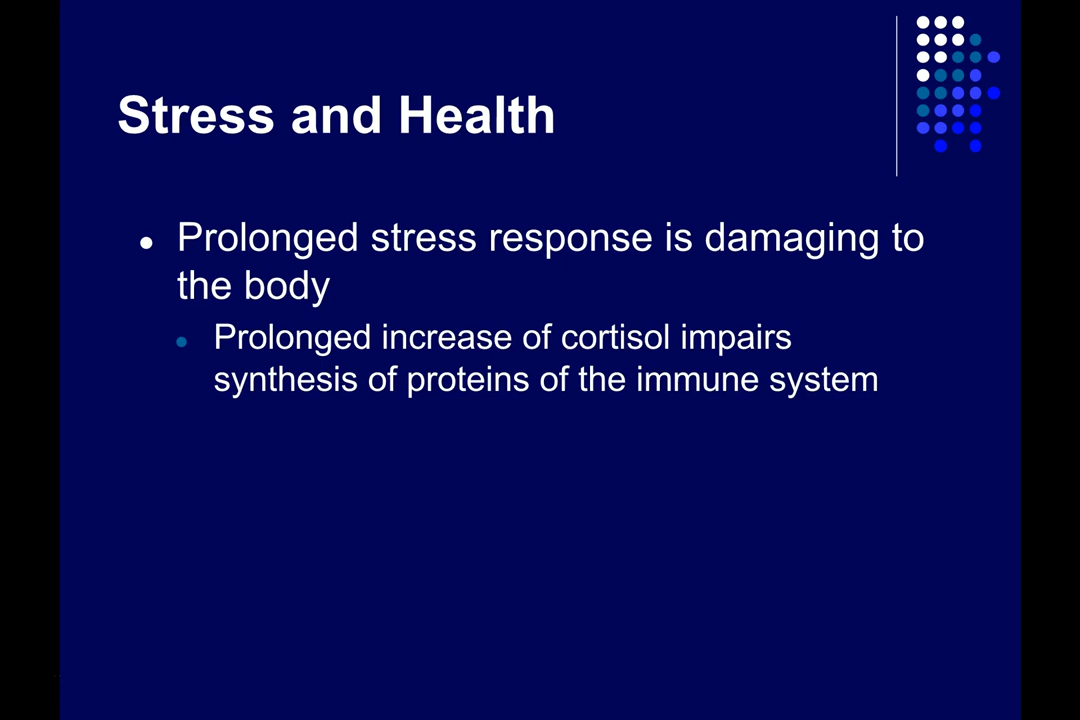 Stress and Health
● Prolonged stress response is damaging to
the body
● Prolonged increase of cortisol impairs
synthesis of proteins of the immune system